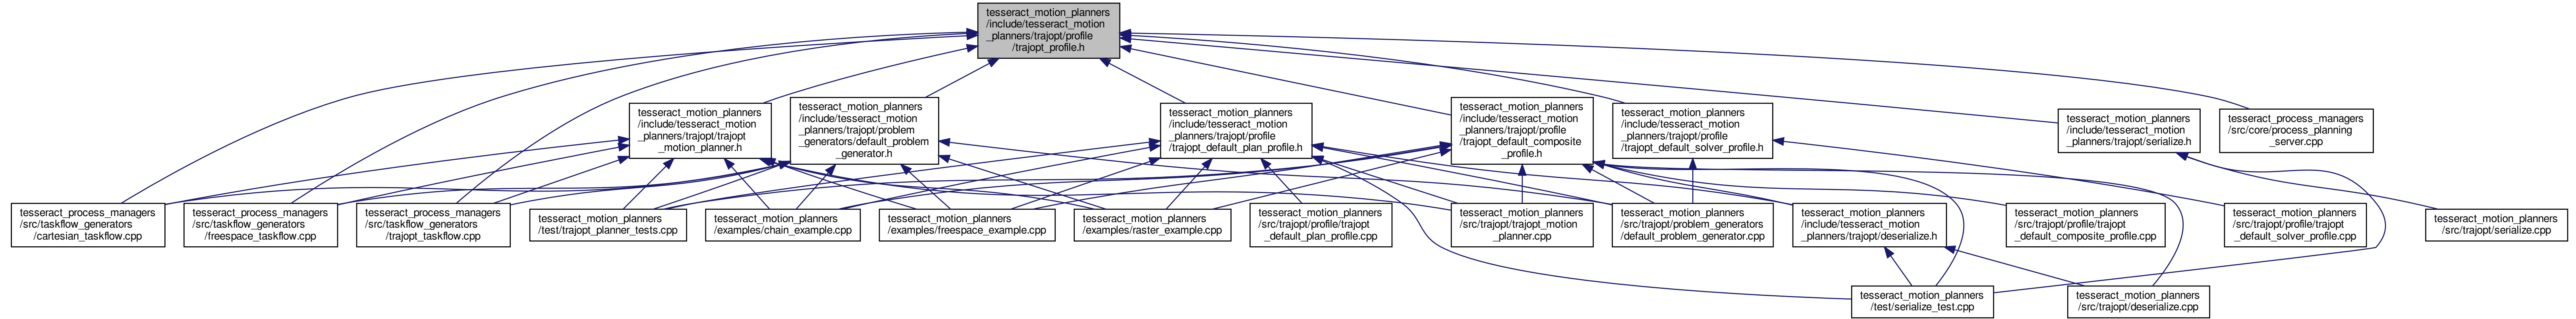 tesseract_motion_planners
/include/tesseract_motion
_planners/trajopt/profile
/trajopt_profile.h
tesseract_motion_planners
/include/tesseract_motion
_planners/trajopt/trajopt
_motion_planner.h
tesseract_motion_planners
/include/tesseract_motion
_planners/trajopt/problem
_generators/default_problem
_generator.h
tesseract_motion_planners
/include/tesseract_motion
_planners/trajopt/profile
/trajopt_default_plan_profile.h
tesseract_motion_planners
/include/tesseract_motion
_planners/trajopt/profile
/trajopt_default_composite
_profile.h
tesseract_motion_planners
/include/tesseract_motion
_planners/trajopt/profile
/trajopt_default_solver_profile.h
tesseract_motion_planners
/include/tesseract_motion
_planners/trajopt/serialize.h
tesseract_process_managers
/src/core/process_planning
_server.cpp
tesseract_process_managers
/src/taskflow_generators
/cartesian_taskflow.cpp
tesseract_process_managers
/src/taskflow_generators
/freespace_taskflow.cpp
tesseract_process_managers
/src/taskflow_generators
/trajopt_taskflow.cpp
tesseract_motion_planners
/test/trajopt_planner_tests.cpp
tesseract_motion_planners
/examples/chain_example.cpp
tesseract_motion_planners
/examples/freespace_example.cpp
tesseract_motion_planners
/examples/raster_example.cpp
tesseract_motion_planners
/src/trajopt/profile/trajopt
_default_plan_profile.cpp
tesseract_motion_planners
/src/trajopt/trajopt_motion
_planner.cpp
tesseract_motion_planners
/src/trajopt/problem_generators
/default_problem_generator.cpp
tesseract_motion_planners
/include/tesseract_motion
_planners/trajopt/deserialize.h
tesseract_motion_planners
/src/trajopt/profile/trajopt
_default_composite_profile.cpp
tesseract_motion_planners
/src/trajopt/profile/trajopt
_default_solver_profile.cpp
tesseract_motion_planners
/src/trajopt/serialize.cpp
tesseract_motion_planners
/test/serialize_test.cpp
tesseract_motion_planners
/src/trajopt/deserialize.cpp